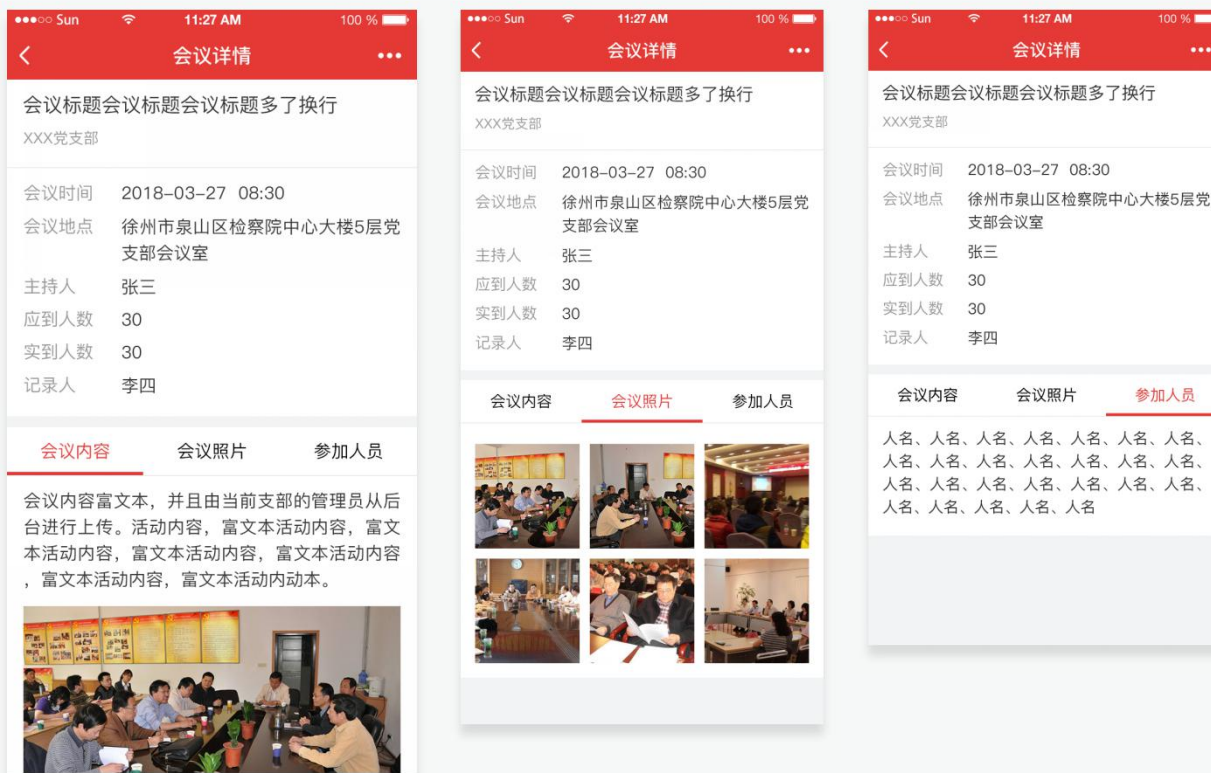 ●●●○○ Sun 11:27 AM 100 %
会议详情
会议标题会议标题会议标题多了换行
XXX党支部
会议时间 2018-03-27 08:30
会议地点 徐州市泉山区检察院中心大楼5层党
支部会议室
主持人 张三
应到人数 30
实到人数 30
记录人 李四
会议内容 会议照片 参加人员
会议内容富文本，并且由当前支部的管理员从后
台进行上传。活动内容，富文本活动内容，富文
本活动内容，富文本活动内容，富文本活动内容
，富文本活动内容，富文本活动内动本。
●●●○○ Sun 11:27 AM 100 %
会议详情
会议标题会议标题会议标题多了换行
XXX党支部
会议时间 2018-03-27 08:30
会议地点 徐州市泉山区检察院中心大楼5层党
支部会议室
主持人 张三
应到人数 30
实到人数 30
记录人 李四
会议内容 会议照片 参加人员
●●●○○ Sun 11:27 AM 100 %
会议详情
会议标题会议标题会议标题多了换行
XXX党支部
会议时间 2018-03-27 08:30
会议地点 徐州市泉山区检察院中心大楼5层党
支部会议室
主持人 张三
应到人数 30
实到人数 30
记录人 李四
会议内容 会议照片 参加人员
人名、人名、人名、人名、人名、人名、人名、
人名、人名、人名、人名、人名、人名、人名、
人名、人名、人名、人名、人名、人名、人名、
人名、人名、人名、人名、人名